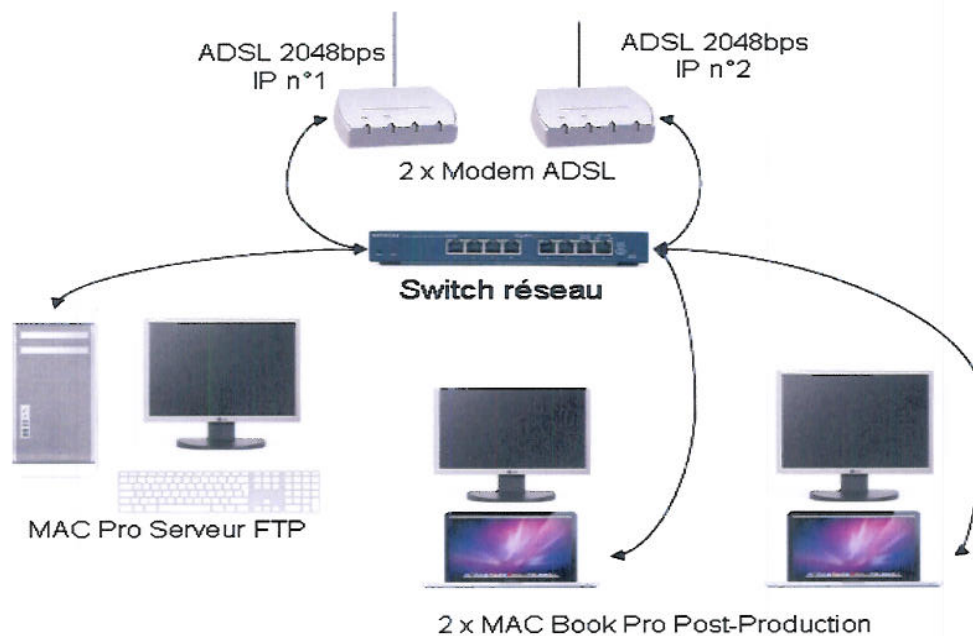 ADSL 2048bps
IP n°1
ADSL 2048bps
IP n°2
2 x Modem ADSL
Switch réseau
MAC Pro Serveur FTP
2 x MAC Book Pro Post-Production